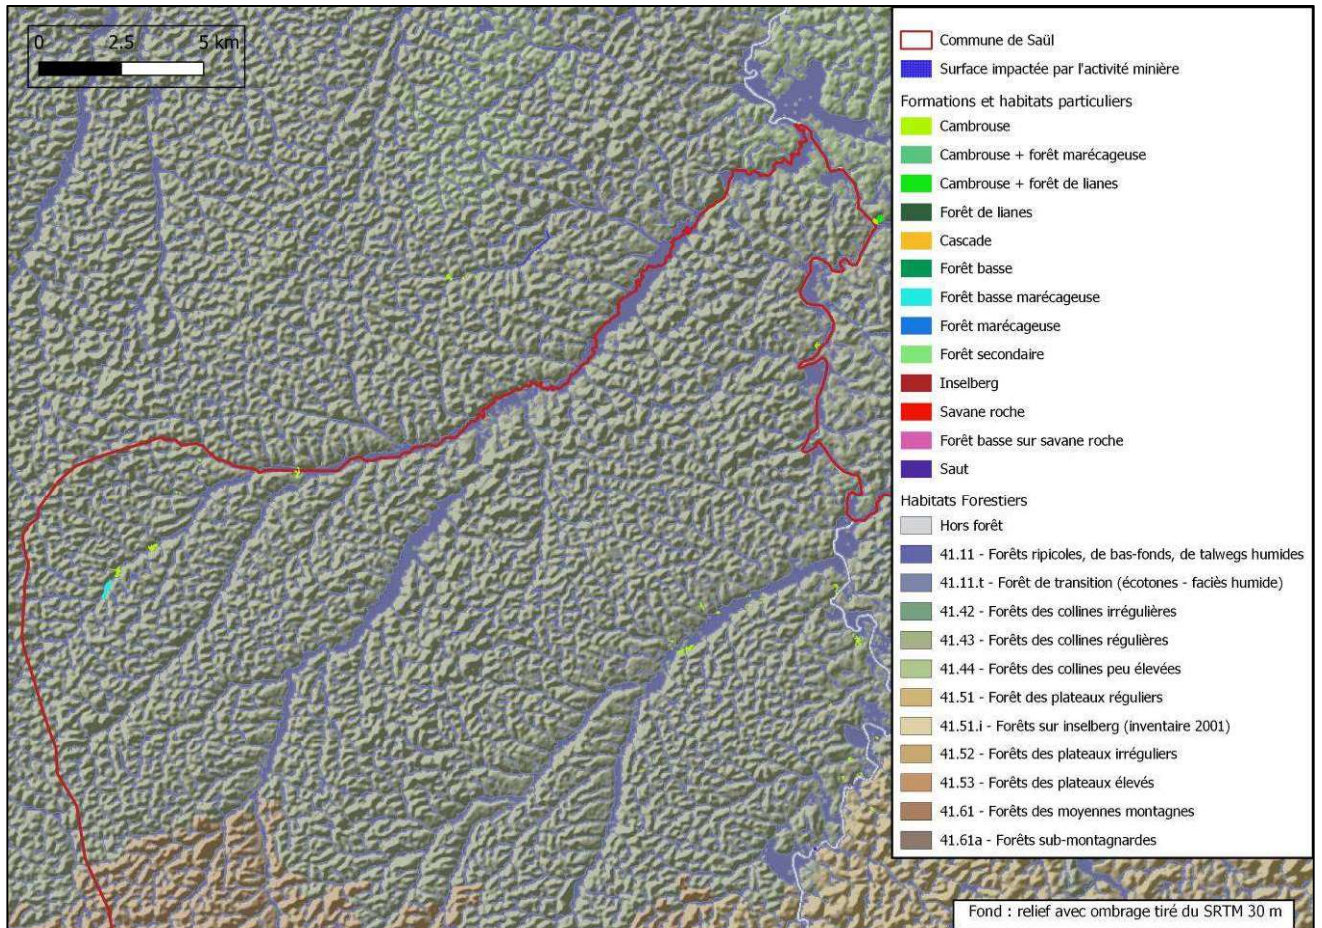 0 2.5 5 km
Commune de Saül
Surface impactée par l'activité minière
Formations et habitats particuliers
Cambrouse
Cambrouse + forêt marécageuse
Cambrouse + forêt de lianes
Forêt de lianes
Cascade
Forêt basse
Forêt basse marécageuse
Forêt marécageuse
Forêt secondaire
Inselberg
Savane roche
Forêt basse sur savane roche
Saut
Habitats Forestiers
Hors forêt
41.11 - Forêts ripicoles, de bas-fonds, de talwegs humides
41.11.t - Forêt de transition (écotones - faciès humide)
41.42 - Forêts des collines irrégulières
41.43 - Forêts des collines régulières
41.44 - Forêts des collines peu élevées
41.51 - Forêt des plateaux réguliers
41.51.i - Forêts sur inselberg (inventaire 2001)
41.52 - Forêts des plateaux irréguliers
41.53 - Forêts des plateaux élevés
41.61 - Forêts des moyennes montagnes
41.61a - Forêts sub-montagnardes
Fond : relief avec ombrage tiré du SRTM 30 m